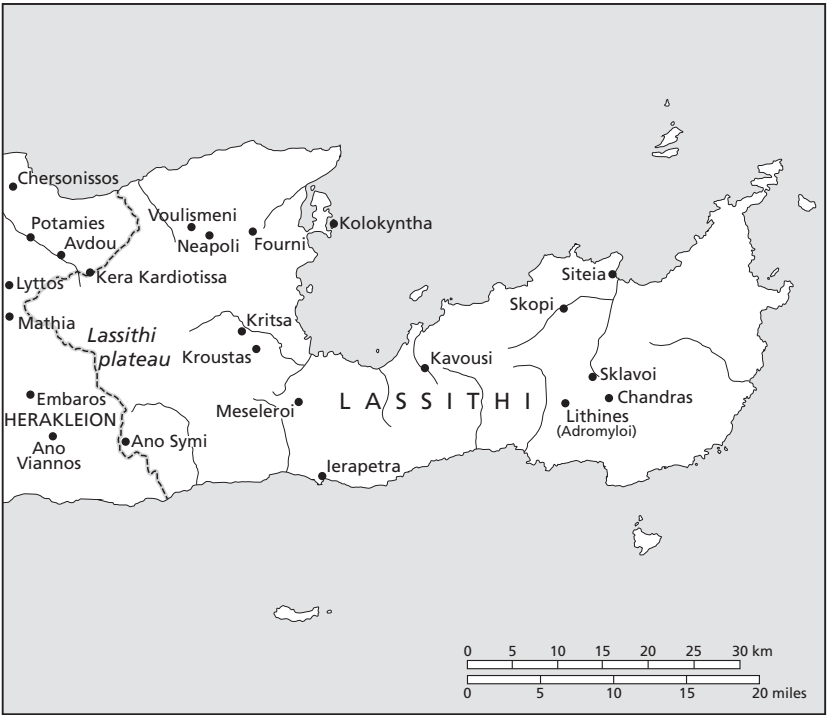 Chersonissos
Potamies
Avdou
Voulismeni
Neapoli
Fourni
Kolokyntha
Lyttos
Kera Kardiotissa
Siteia
Skopi
Mathia
Lassithi
plateau
Kritsa
Kroustas
Kavousi
Sklavoi
Embaros
HERAKLEION
Ano
Viannos
Ano Symi
Meseleroi
LASSITHI
Chandras
Lithines
(Adromyloi)
Ierapetra
0 5 10 15 20 25 30 km
0 5 10 15 20 miles